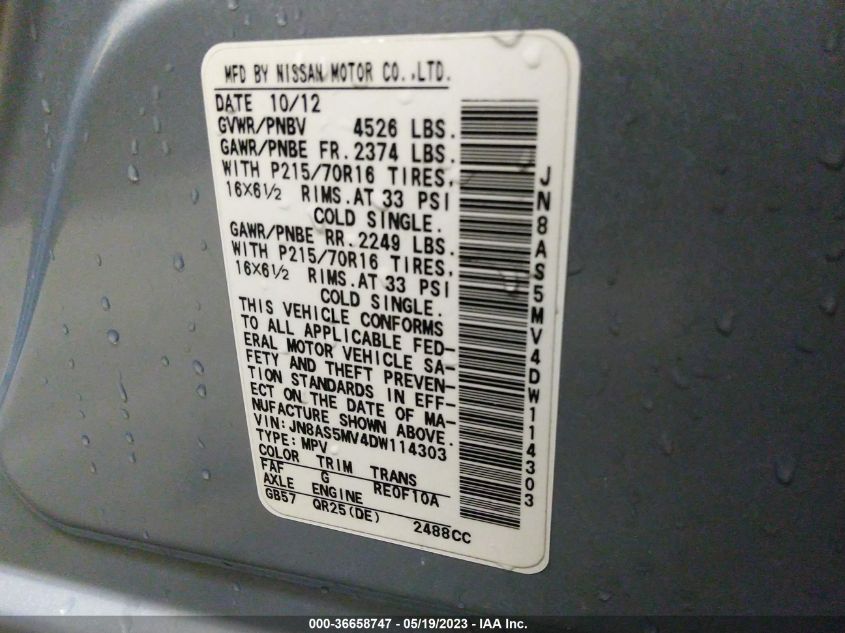 MFD BY NISSAN MOTOR CO.,LTD.
DATE 10/12
GVWR/PNBV 4526 LBS.
GAWR/PNBE FR. 2374 LBS.
WITH P215/70R16 TIRES,
16X6½ RIMS.AT 33 PSI
COLD SINGLE.
GAWR/PNBE RR. 2249 LBS.
WITH P215/70R16 TIRES,
16X6½ RIMS.AT 33 PSI
COLD SINGLE.
THIS VEHICLE CONFORMS
TO ALL APPLICABLE FED-
ERAL MOTOR VEHICLE SA-
FETY AND THEFT PREVEN-
TION STANDARDS IN EFF-
ECT ON THE DATE OF MA-
NUFACTURE SHOWN ABOVE.
VIN:JN8AS5MV4DW114303
TYPE:MPV
COLOR TRIM TRANS
FAF G RE0F10A
AXLE ENGINE
GB57 QR25(DE) 2488CC
JN8AS5MV4DW114303
000-36658747 - 05/19/2023 - IAA Inc.